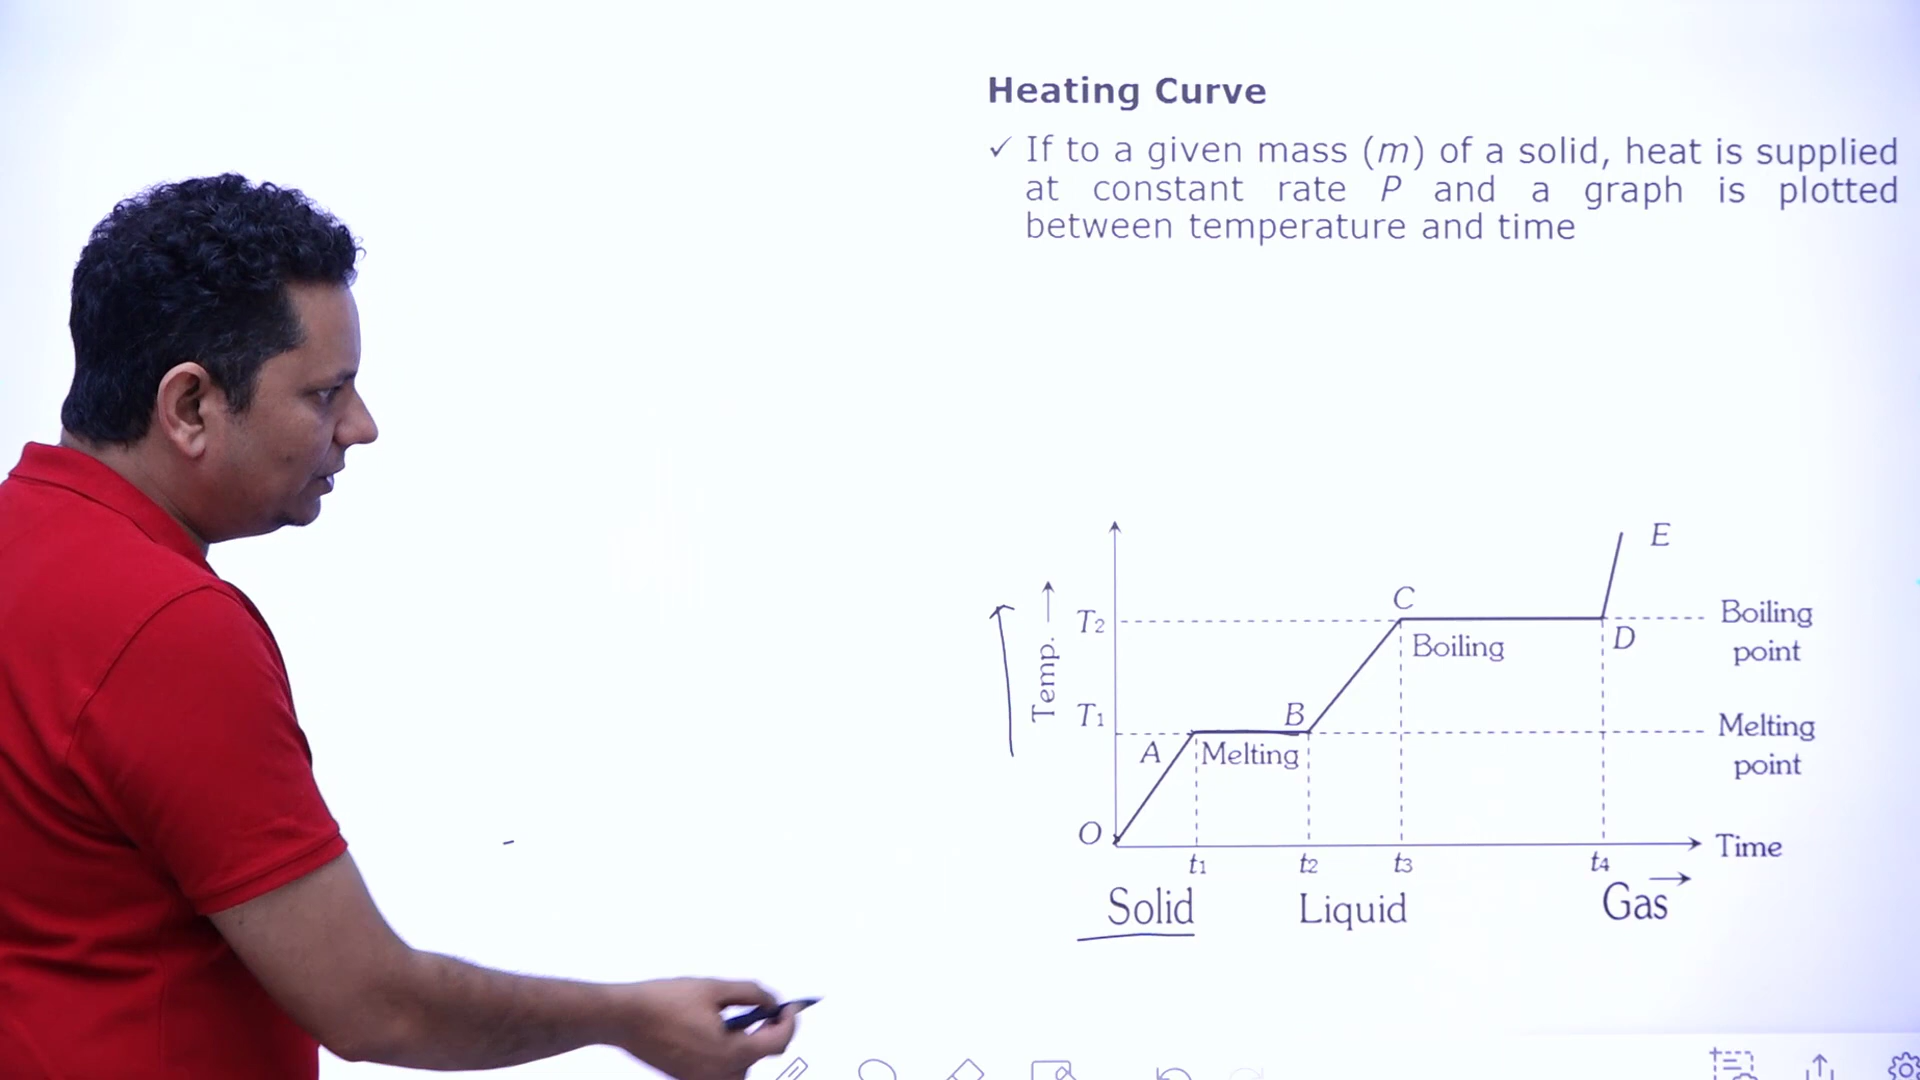 Heating Curve
✓ If to a given mass (m) of a solid, heat is supplied
at constant rate P and a graph is plotted
between temperature and time
E
C
T2
Boiling
point
D
Boiling
Temp.
T1
B
Melting
point
A
Melting
O
Time
t1 t2 t3 t4
Solid Liquid Gas